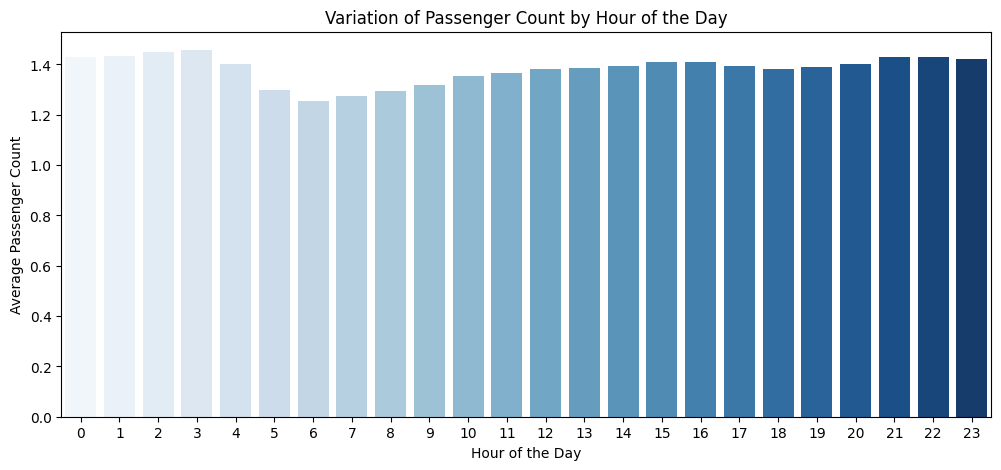 Variation of Passenger Count by Hour of the Day
Average Passenger Count
1.4
1.2
1.0
0.8
0.6
0.4
0.2
0.0
0 1 2 3 4 5 6 7 8 9 10 11 12 13 14 15 16 17 18 19 20 21 22 23
Hour of the Day